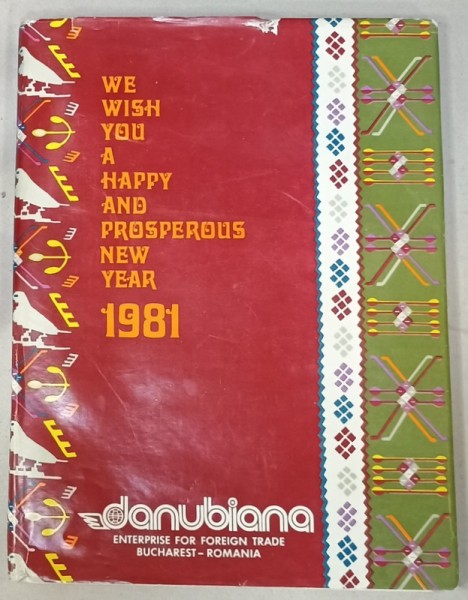 WE
WISH
YOU
A
HAPPY
AND
PROSPEROUS
NEW
YEAR
1981
danubiana
ENTERPRISE FOR FOREIGN TRADE
BUCHAREST – ROMANIA